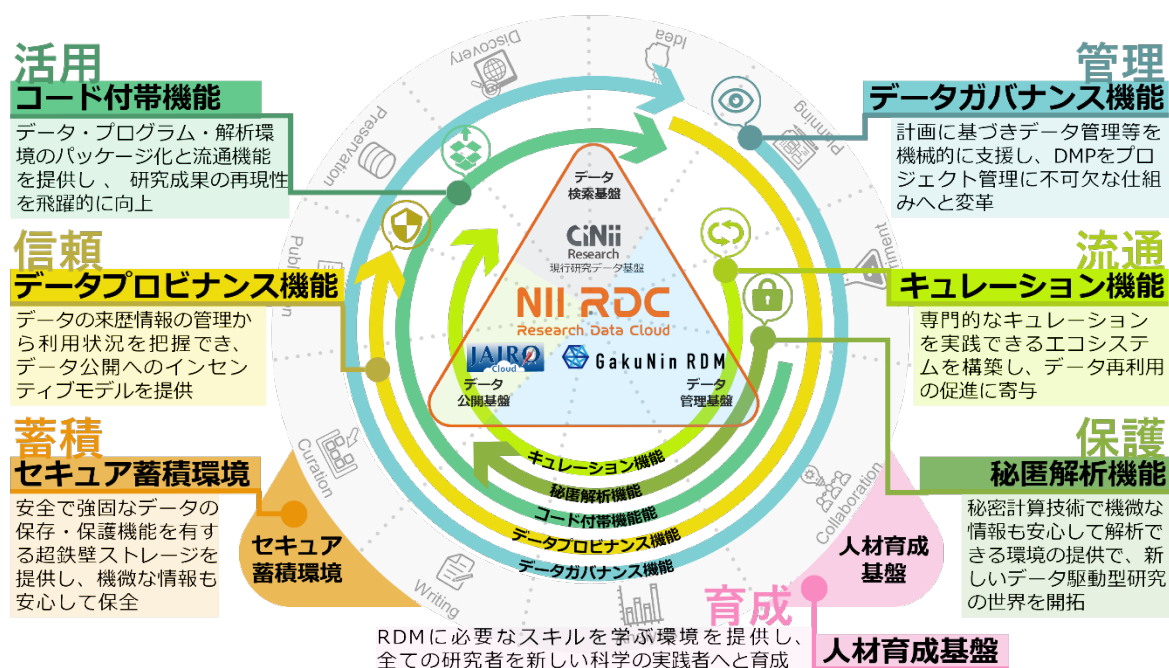 活用
コード付帯機能
データ・プログラム・解析環
境のパッケージ化と流通機能
を提供し 、 研究成果の再現性
を飛躍的に向上
信頼
データプロビナンス機能
データの来歴情報の管理か
ら利用状況を把握でき、
データ公開へのインセン
ティブモデルを提供
蓄積
セキュア蓄積環境
安全で強固なデータの
保存・保護機能を有す
る超鉄壁ストレージを
提供し、機微な情報も
安心して保全
セキュア
蓄積環境
Discovery
Idea
Preservation
Planning
Curation
Writing
Collaboration
データ
検索基盤
CiNii
Research
現行研究データ基盤
NII RDC
Research Data Cloud
JAIRO
Cloud
GakuNin RDM
データ
公開基盤
データ
管理基盤
キュレーション機能
秘匿解析機能
コード付帯機能能
データプロビナンス機能
データガバナンス機能
管理
データガバナンス機能
計画に基づきデータ管理等を
機械的に支援し、DMPをプロ
ジェクト管理に不可欠な仕組
みへと変革
流通
キュレーション機能
専門的なキュレーション
を実践できるエコシステ
ムを構築し、データ再利用
の促進に寄与
保護
秘匿解析機能
秘密計算技術で機微な
情報も安心して解析で
きる環境の提供で、新
しいデータ駆動型研究
の世界を開拓
人材育成
基盤
育成
人材育成基盤
RDMに必要なスキルを学ぶ環境を提供し、
全ての研究者を新しい科学の実践者へと育成